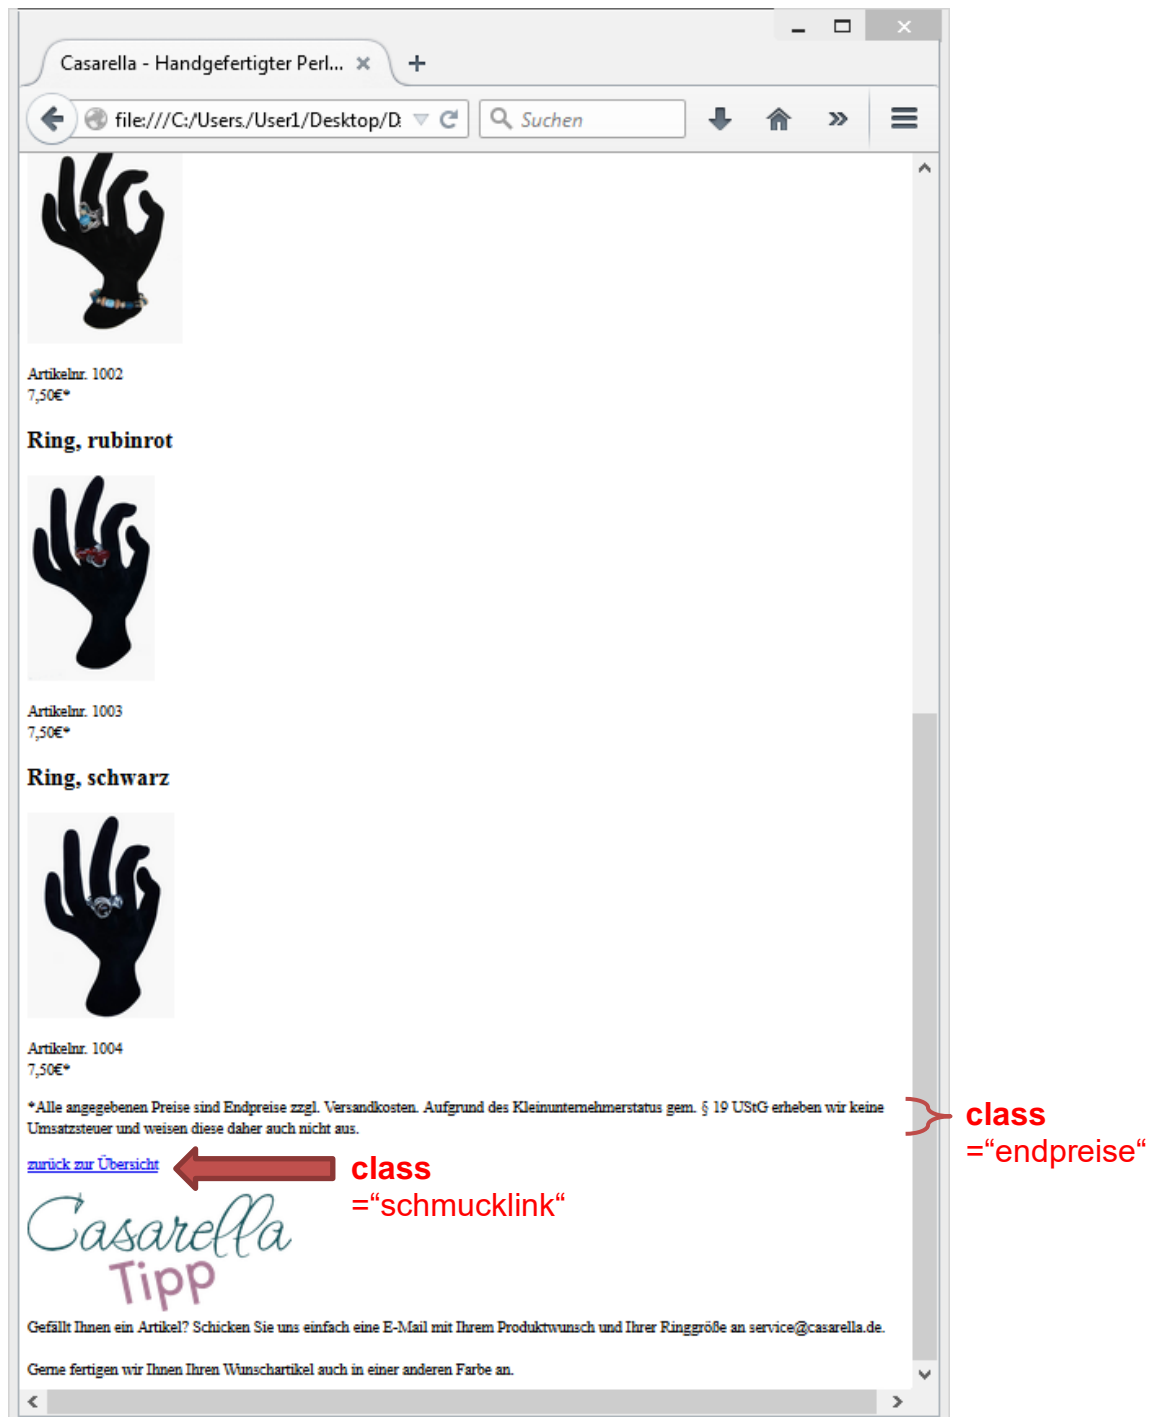 Casarella - Handgefertigter Perl...
file:///C:/Users./User1/Desktop/D
Suchen
Artikelnr. 1002
7,50€*
Ring, rubinrot
Artikelnr. 1003
7,50€*
Ring, schwarz
Artikelnr. 1004
7,50€*
*Alle angegebenen Preise sind Endpreise zzgl. Versandkosten. Aufgrund des Kleinunternehmerstatus gem. § 19 UStG erheben wir keine
Umsatzsteuer und weisen diese daher auch nicht aus.
class
=“endpreise“
zurück zur Übersicht
class
=“schmucklink“
Casarella
Tipp
Gefällt Ihnen ein Artikel? Schicken Sie uns einfach eine E-Mail mit Ihrem Produktwunsch und Ihrer Ringgröße an service@casarella.de.
Gerne fertigen wir Ihnen Ihren Wunschartikel auch in einer anderen Farbe an.